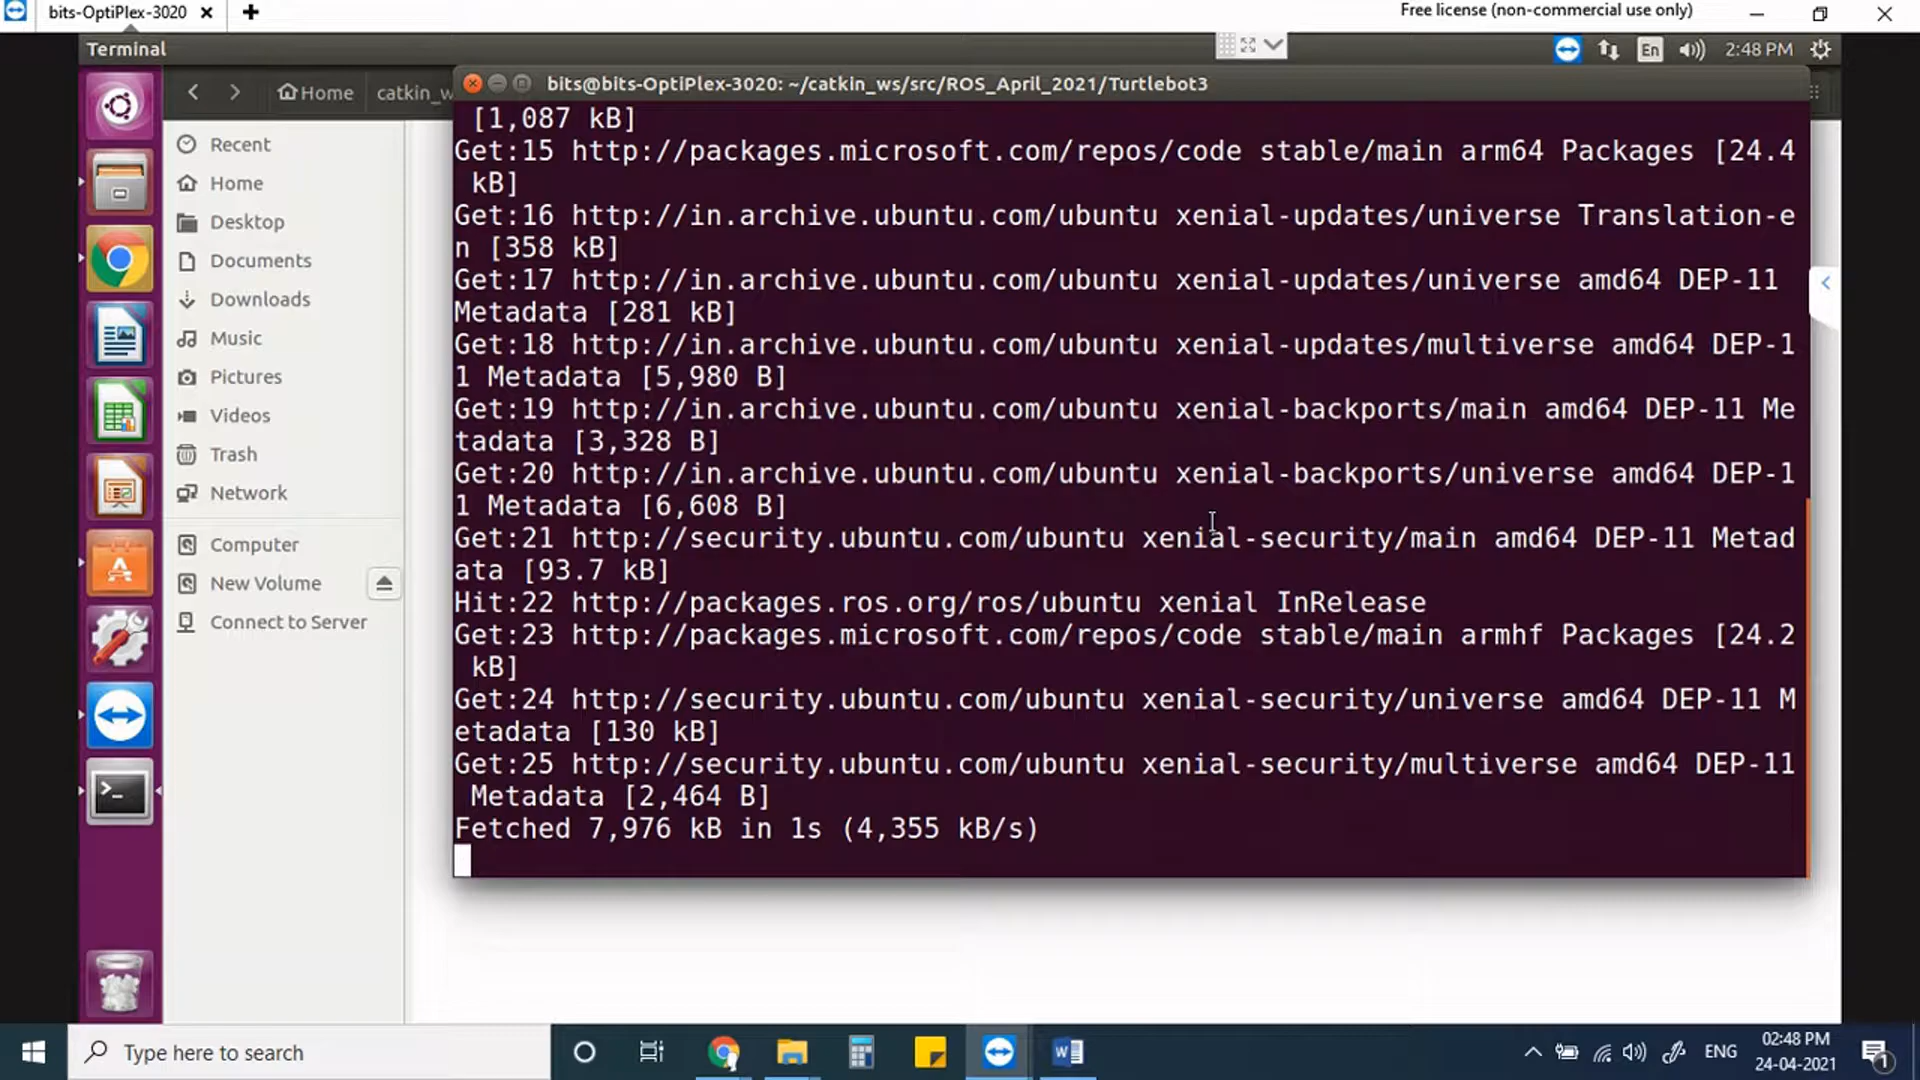 bits-OptiPlex-3020
Free license (non-commercial use only)
Terminal
En
2:48 PM
Home
catkin_w
bits@bits-OptiPlex-3020: ~/catkin_ws/src/ROS_April_2021/Turtlebot3
Recent
Home
Desktop
Documents
Downloads
Music
Pictures
Videos
Trash
Network
Computer
New Volume
Connect to Server
[1,087 kB]
Get:15 http://packages.microsoft.com/repos/code stable/main arm64 Packages [24.4
kB]
Get:16 http://in.archive.ubuntu.com/ubuntu xenial-updates/universe Translation-e
n [358 kB]
Get:17 http://in.archive.ubuntu.com/ubuntu xenial-updates/universe amd64 DEP-11
Metadata [281 kB]
Get:18 http://in.archive.ubuntu.com/ubuntu xenial-updates/multiverse amd64 DEP-1
1 Metadata [5,980 B]
Get:19 http://in.archive.ubuntu.com/ubuntu xenial-backports/main amd64 DEP-11 Me
tadata [3,328 B]
Get:20 http://in.archive.ubuntu.com/ubuntu xenial-backports/universe amd64 DEP-1
1 Metadata [6,608 B]
Get:21 http://security.ubuntu.com/ubuntu xenial-security/main amd64 DEP-11 Metad
ata [93.7 kB]
Hit:22 http://packages.ros.org/ros/ubuntu xenial InRelease
Get:23 http://packages.microsoft.com/repos/code stable/main armhf Packages [24.2
kB]
Get:24 http://security.ubuntu.com/ubuntu xenial-security/universe amd64 DEP-11 M
etadata [130 kB]
Get:25 http://security.ubuntu.com/ubuntu xenial-security/multiverse amd64 DEP-11
Metadata [2,464 B]
Fetched 7,976 kB in 1s (4,355 kB/s)
Type here to search
ENG
02:48 PM
24-04-2021
1